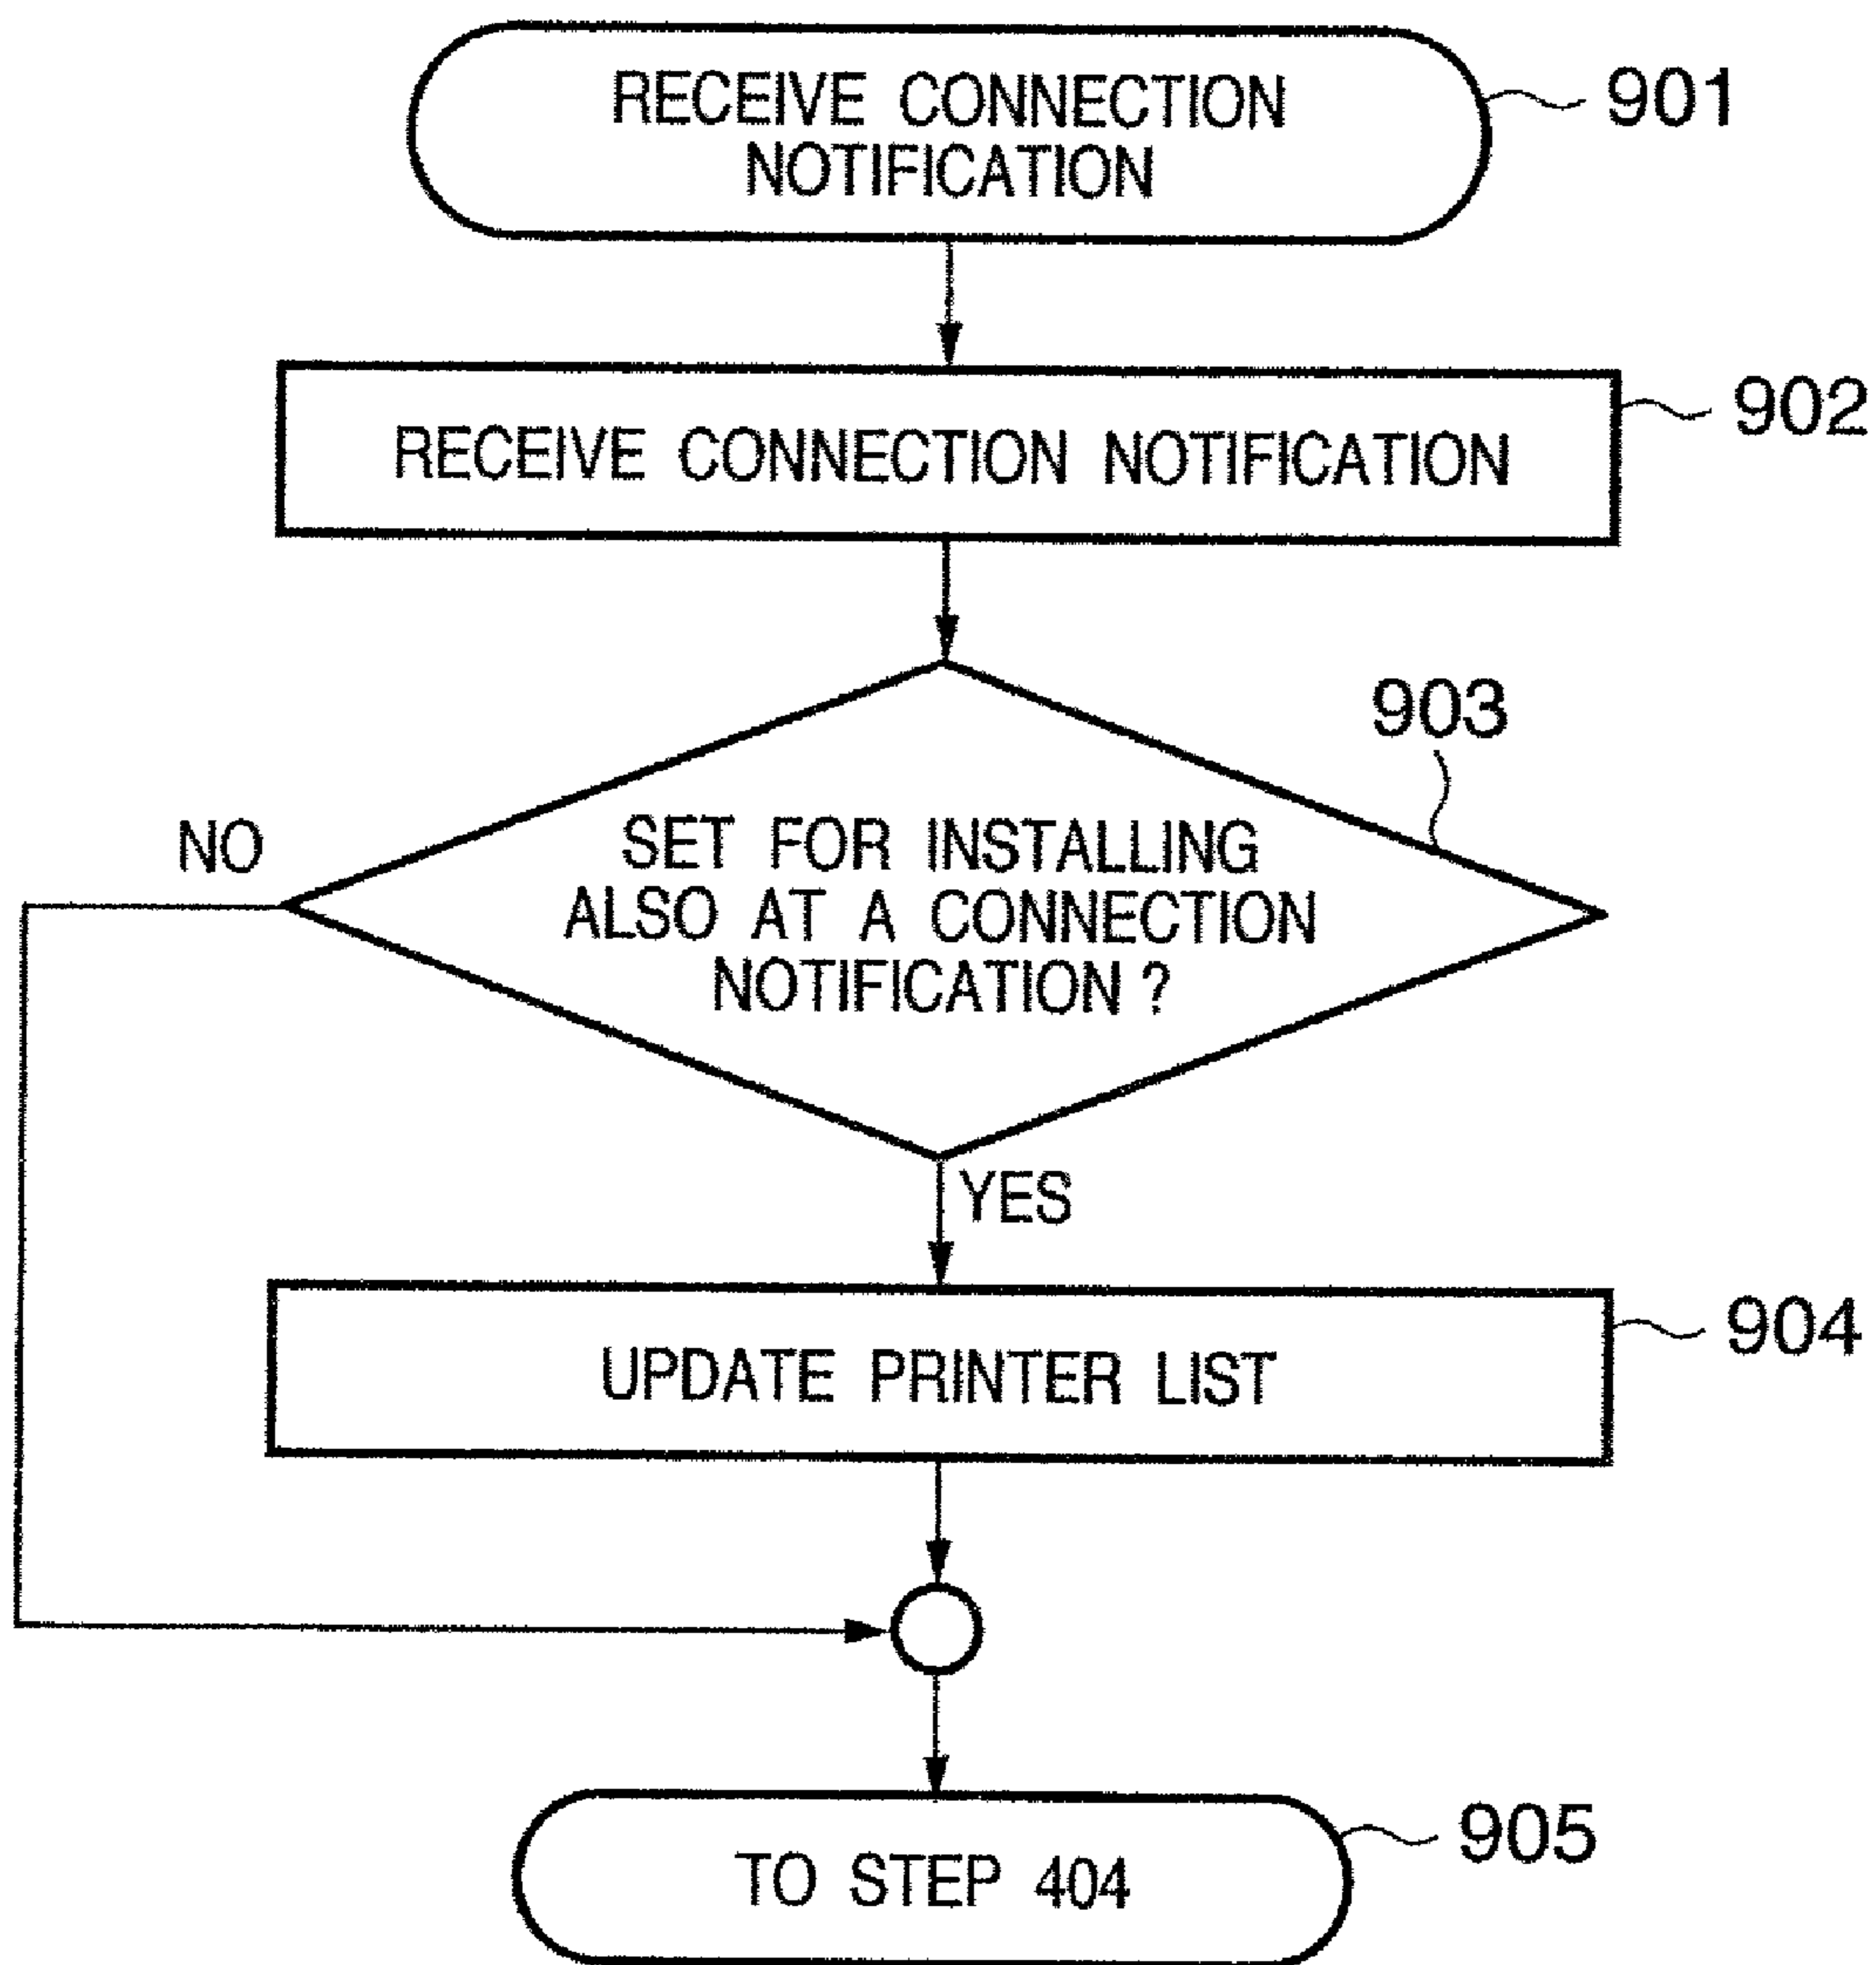 RECEIVE CONNECTION
NOTIFICATION
901
RECEIVE CONNECTION NOTIFICATION
902
903
NO
SET FOR INSTALLING
ALSO AT A CONNECTION
NOTIFICATION ?
YES
UPDATE PRINTER LIST
904
TO STEP 404
905